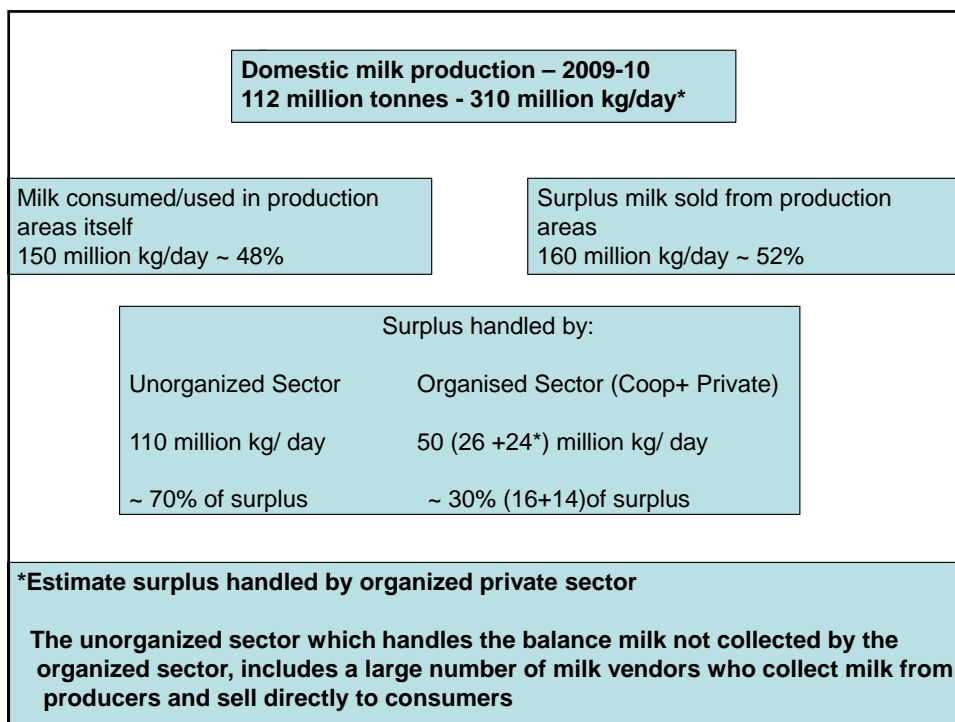 Domestic milk production – 2009-10
112 million tonnes - 310 million kg/day*
Milk consumed/used in production
areas itself
150 million kg/day ~ 48%
Surplus milk sold from production
areas
160 million kg/day ~ 52%
Surplus handled by:
Unorganized Sector Organised Sector (Coop+ Private)
110 million kg/ day 50 (26 +24*) million kg/ day
~ 70% of surplus ~ 30% (16+14)of surplus
*Estimate surplus handled by organized private sector
The unorganized sector which handles the balance milk not collected by the
organized sector, includes a large number of milk vendors who collect milk from
producers and sell directly to consumers